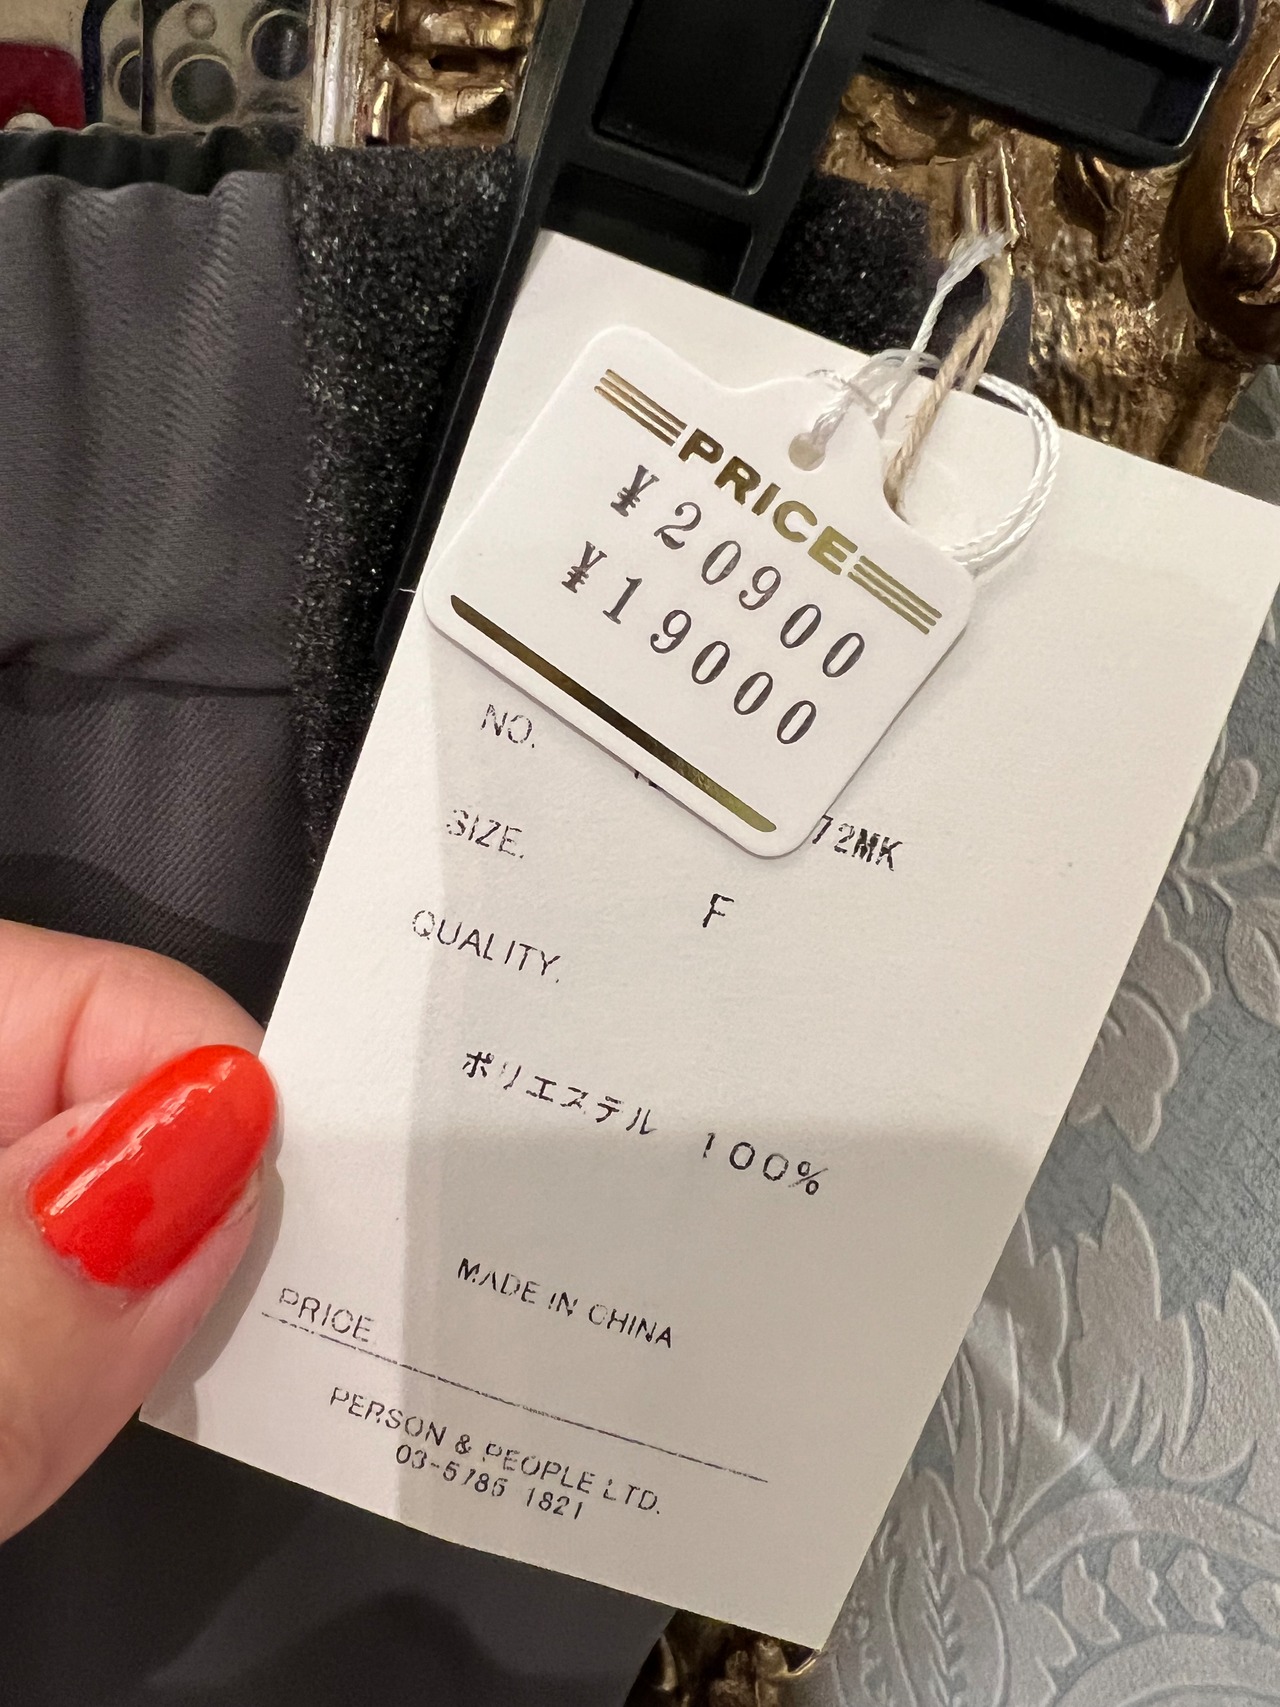 PRICE
¥20900
¥19000
NO.
72MK
SIZE.
F
QUALITY.
ポリエステル 100%
MADE IN CHINA
PRICE
PERSON & PEOPLE LTD.
03-5786 1821